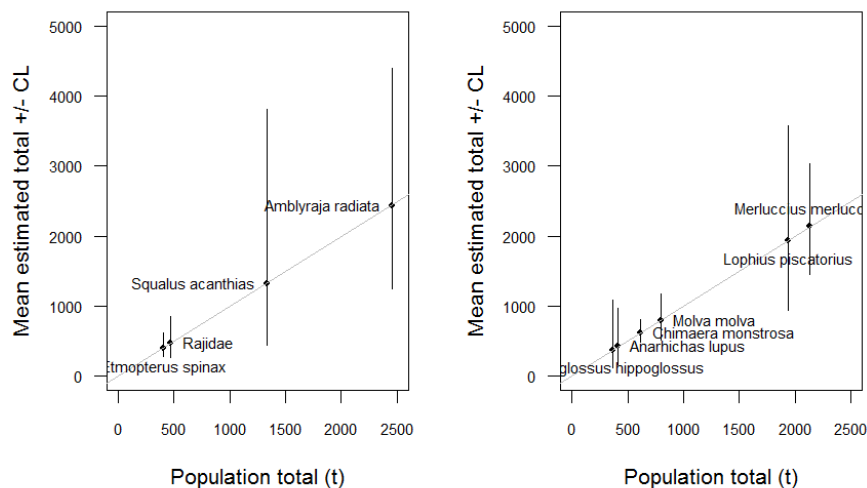 Mean estimated total +/- CL
5000
4000
3000
2000
1000
0
Amblyraja radiata
Squalus acanthias
Rajidae
Etmopterus spinax
0 500 1000 1500 2000 2500
Population total (t)
Mean estimated total +/- CL
5000
4000
3000
2000
1000
0
Merluccius merlucc
Lophius piscatorius
Molva molva
Chimaera monstrosa
Anarhichas lupus
glossus hippoglossus
0 500 1000 1500 2000 2500
Population total (t)